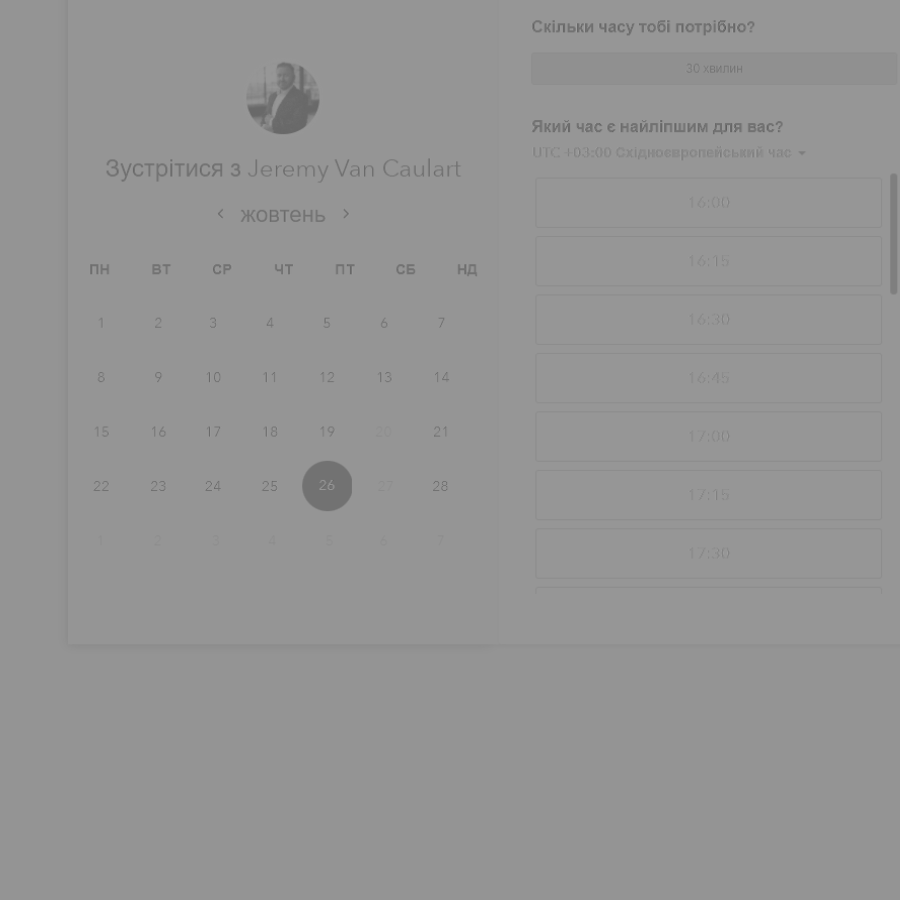 Зустрітися з Jeremy Van Caulart
жовтень
ПН ВТ СР ЧТ ПТ СБ НД
1 2 3 4 5 6 7
8 9 10 11 12 13 14
15 16 17 18 19 20 21
22 23 24 25 26 27 28
1 2 3 4 5 6 7
Скільки часу тобі потрібно?
30 хвилин
Який час є найліпшим для вас?
UTC +03:00 Східноєвропейський час
16:00
16:15
16:30
16:45
17:00
17:15
17:30